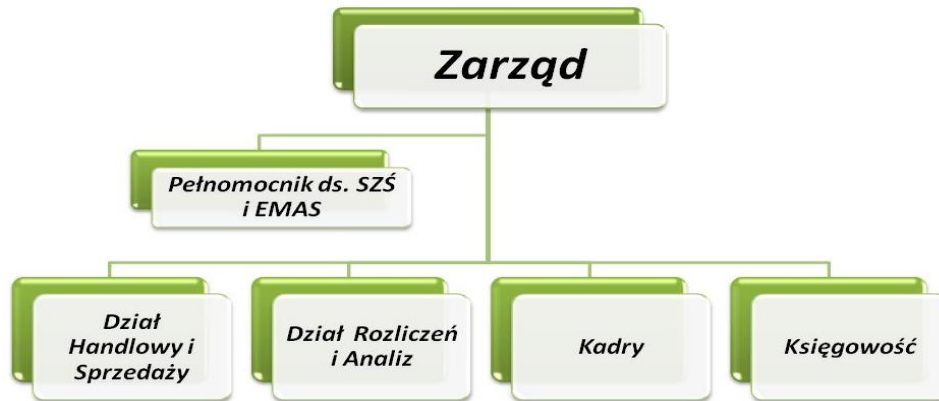 Zarząd
Pełnomocnik ds. SZŚ
i EMAS
Dział
Handlowy i
Sprzedaży
Dział Rozliczeń
i Analiz
Kadry
Księgowość